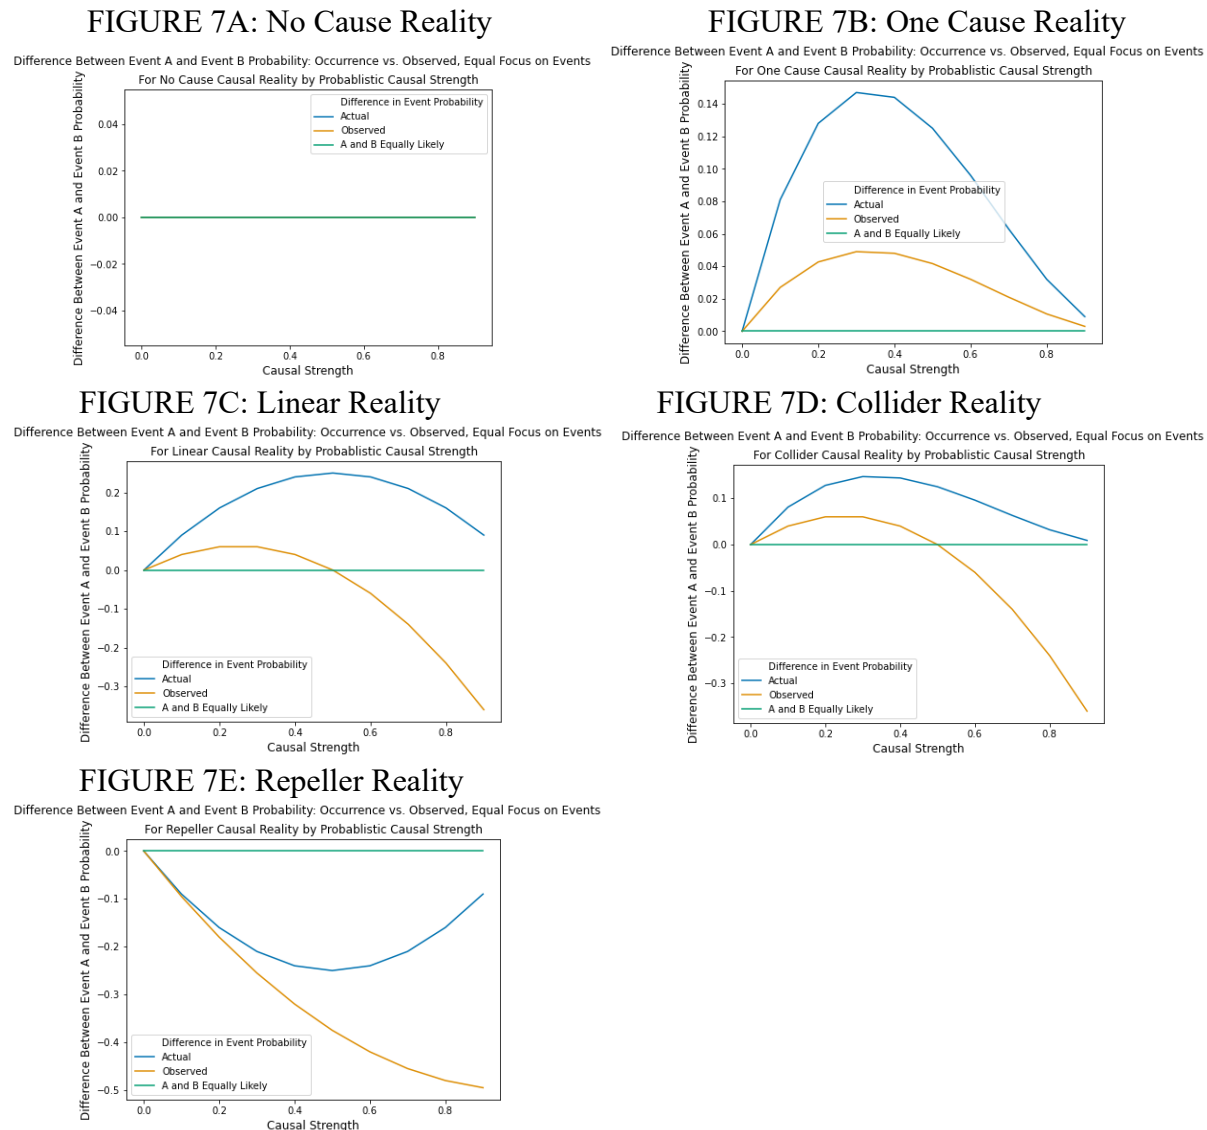 FIGURE 7A: No Cause Reality
Difference Between Event A and Event B Probability: Occurrence vs. Observed, Equal Focus on Events
For No Cause Causal Reality by Probablistic Causal Strength
Difference Between Event A and Event B Probability
Difference in Event Probability
Actual
Observed
A and B Equally Likely
0.04
0.02
0.00
−0.02
−0.04
0.0 0.2 0.4 0.6 0.8
Causal Strength
FIGURE 7B: One Cause Reality
Difference Between Event A and Event B Probability: Occurrence vs. Observed, Equal Focus on Events
For One Cause Causal Reality by Probablistic Causal Strength
Difference Between Event A and Event B Probability
0.14
0.12
0.10
0.08
0.06
0.04
0.02
0.00
Difference in Event Probability
Actual
Observed
A and B Equally Likely
0.0 0.2 0.4 0.6 0.8
Causal Strength
FIGURE 7C: Linear Reality
Difference Between Event A and Event B Probability: Occurrence vs. Observed, Equal Focus on Events
For Linear Causal Reality by Probablistic Causal Strength
Difference Between Event A and Event B Probability
0.2
0.1
0.0
−0.1
−0.2
−0.3
Difference in Event Probability
Actual
Observed
A and B Equally Likely
0.0 0.2 0.4 0.6 0.8
Causal Strength
FIGURE 7D: Collider Reality
Difference Between Event A and Event B Probability: Occurrence vs. Observed, Equal Focus on Events
For Collider Causal Reality by Probablistic Causal Strength
Difference Between Event A and Event B Probability
0.1
0.0
−0.1
−0.2
−0.3
Difference in Event Probability
Actual
Observed
A and B Equally Likely
0.0 0.2 0.4 0.6 0.8
Causal Strength
FIGURE 7E: Repeller Reality
Difference Between Event A and Event B Probability: Occurrence vs. Observed, Equal Focus on Events
For Repeller Causal Reality by Probablistic Causal Strength
Difference Between Event A and Event B Probability
0.0
−0.1
−0.2
−0.3
−0.4
−0.5
Difference in Event Probability
Actual
Observed
A and B Equally Likely
0.0 0.2 0.4 0.6 0.8
Causal Strength